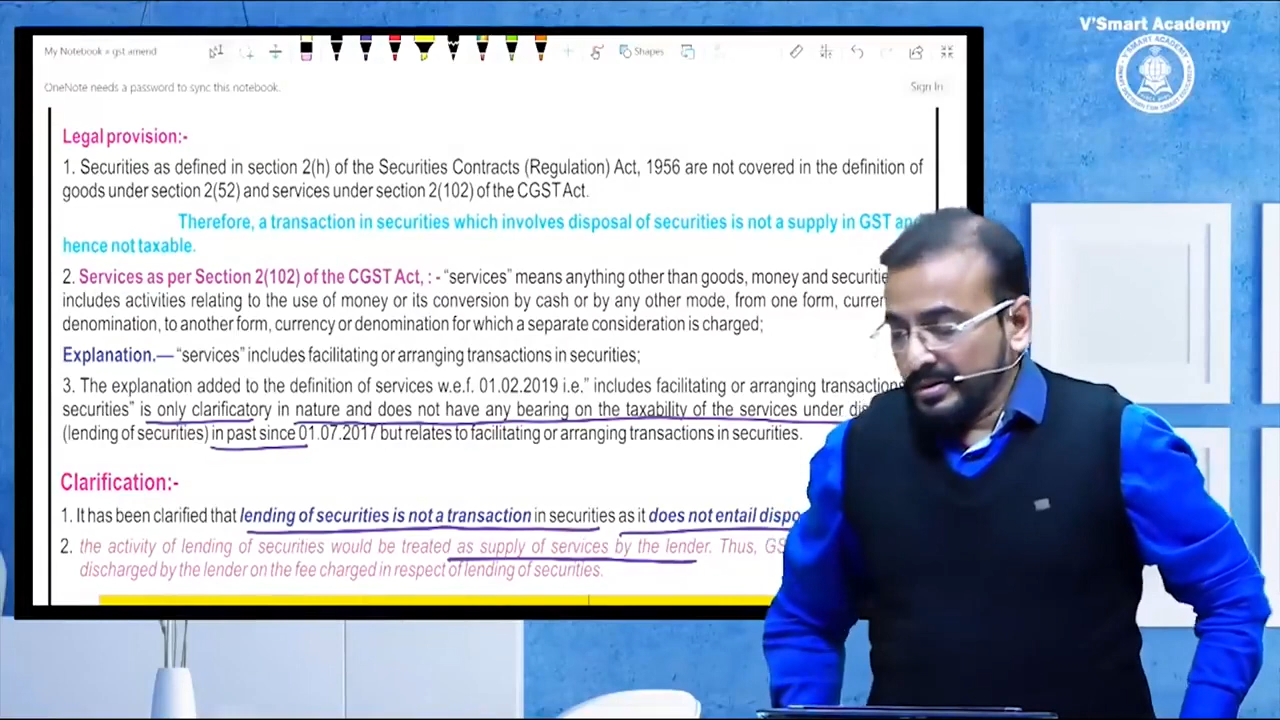 V'Smart Academy
My Notebook » gst amend
Shapes
OneNote needs a password to sync this notebook.
Sign In
Legal provision:-
1. Securities as defined in section 2(h) of the Securities Contracts (Regulation) Act, 1956 are not covered in the definition of
goods under section 2(52) and services under section 2(102) of the CGST Act.
Therefore, a transaction in securities which involves disposal of securities is not a supply in GST and
hence not taxable.
2. Services as per Section 2(102) of the CGST Act, : - “services” means anything other than goods, money and securitie
includes activities relating to the use of money or its conversion by cash or by any other mode, from one form, curren
denomination, to another form, currency or denomination for which a separate consideration is charged;
Explanation.— “services” includes facilitating or arranging transactions in securities;
3. The explanation added to the definition of services w.e.f. 01.02.2019 i.e.” includes facilitating or arranging transactions
securities” is only clarificatory in nature and does not have any bearing on the taxability of the services under dis
(lending of securities) in past since 01.07.2017 but relates to facilitating or arranging transactions in securities.
Clarification:-
1. It has been clarified that lending of securities is not a transaction in securities as it does not entail dispo
2. the activity of lending of securities would be treated as supply of services by the lender. Thus, GS
discharged by the lender on the fee charged in respect of lending of securities.